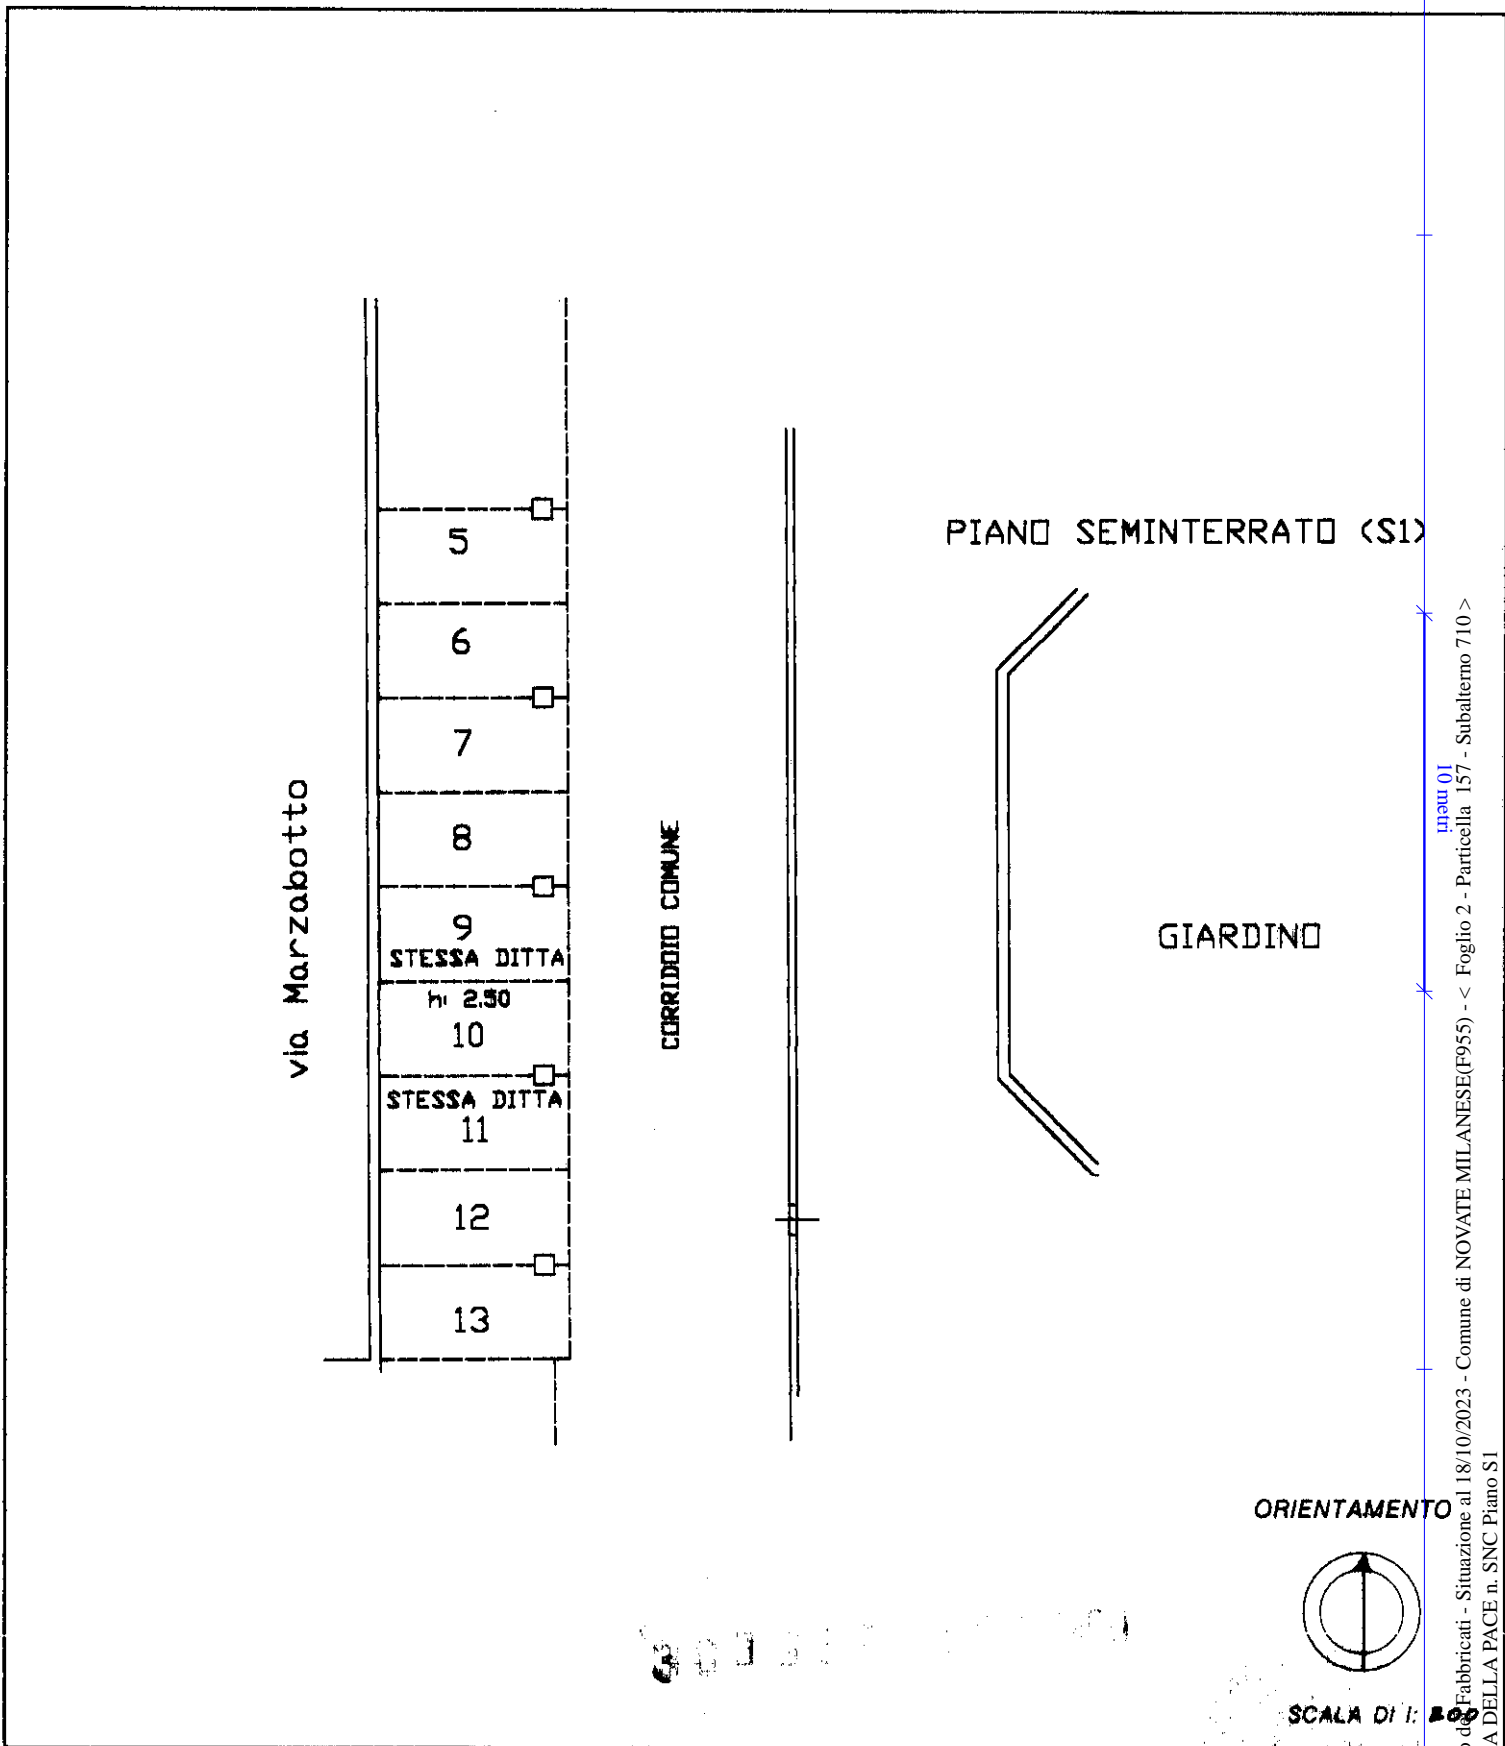 PIANO SEMINTERRATO (S1)
5
6
7
8
9
STESSA DITTA
h: 2.50
10
STESSA DITTA
11
12
13
via Marzabotto
CORRIDOIO COMUNE
GIARDINO
10 metri
Fabbricati - Situazione al 18/10/2023 - Comune di NOVATE MILANESE(F955) - < Foglio 2 - Particella 157 - Subalterno 710 >
A DELLA PACE n. SNC Piano S1
ORIENTAMENTO
SCALA DI 1: 200